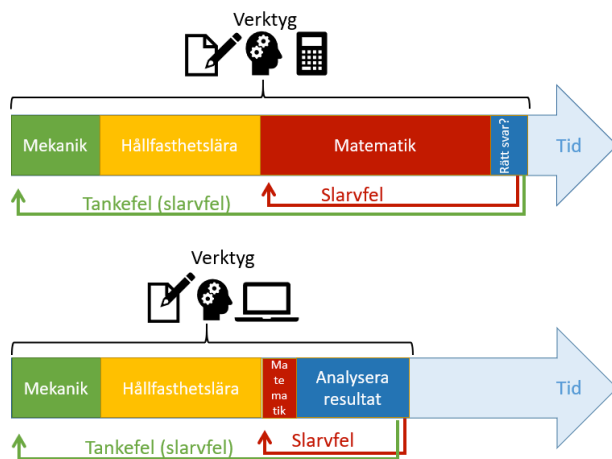 Verktyg
Mekanik
Hållfasthetslära
Matematik
Rätt svar?
Tid
Slarvfel
Tankefel (slarvfel)
Verktyg
Mekanik
Hållfasthetslära
Ma
te
ma
tik
Analysera
resultat
Tid
Tankefel (slarvfel)
Slarvfel